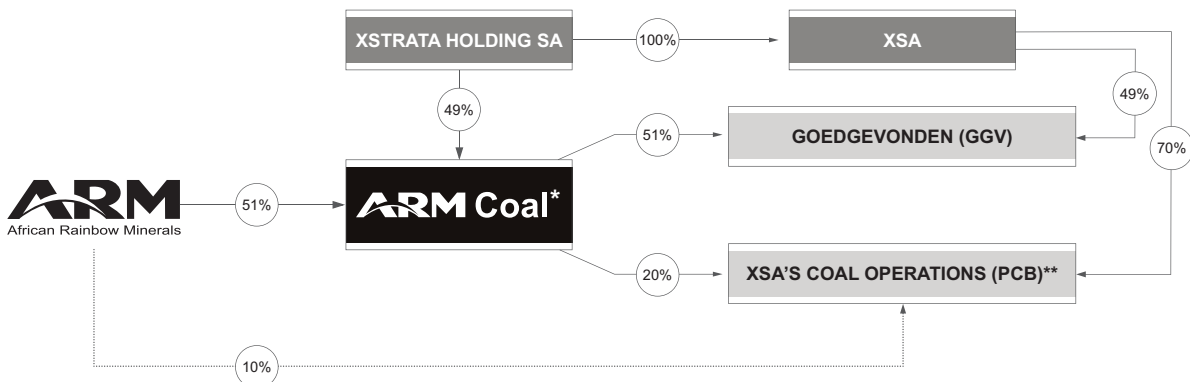 XSTRATA HOLDING SA
100%
XSA
49%
49%
51%
GOEDGEVONDEN (GGV)
70%
ARM
African Rainbow Minerals
51%
ARM Coal*
20%
XSA'S COAL OPERATIONS (PCB)**
10%